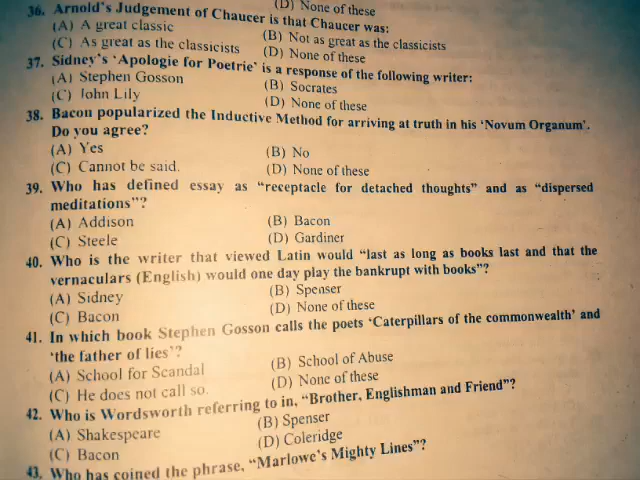 (D) None of these
36. Arnold's Judgement of Chaucer is that Chaucer was:
(A) A great classic (B) Not as great as the classicists
(C) As great as the classicists (D) None of these
37. Sidney's 'Apologie for Poetrie' is a response of the following writer:
(A) Stephen Gosson (B) Socrates
(C) John Lily (D) None of these
38. Bacon popularized the Inductive Method for arriving at truth in his 'Novum Organum'.
Do you agree?
(A) Yes (B) No
(C) Cannot be said. (D) None of these
39. Who has defined essay as "receptacle for detached thoughts" and as "dispersed
meditations"?
(A) Addison (B) Bacon
(C) Steele (D) Gardiner
40. Who is the writer that viewed Latin would "last as long as books last and that the
vernaculars (English) would one day play the bankrupt with books"?
(A) Sidney (B) Spenser
(C) Bacon (D) None of these
41. In which book Stephen Gosson calls the poets 'Caterpillars of the commonwealth' and
'the father of lies'?
(A) School for Scandal (B) School of Abuse
(C) He does not call so. (D) None of these
42. Who is Wordsworth referring to in, "Brother, Englishman and Friend"?
(A) Shakespeare (B) Spenser
(C) Bacon (D) Coleridge
43. Who has coined the phrase, "Marlowe's Mighty Lines"?